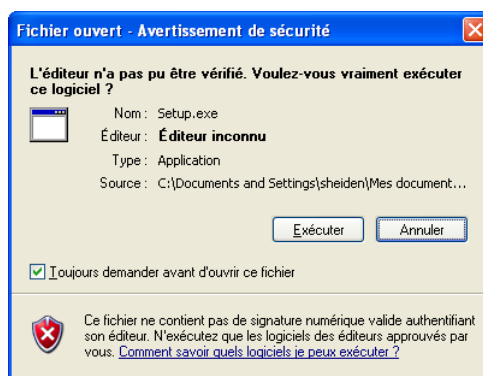 Fichier ouvert - Avertissement de sécurité
L'éditeur n'a pas pu être vérifié. Voulez-vous vraiment exécuter
ce logiciel ?
Nom : Setup.exe
Éditeur : Éditeur inconnu
Type : Application
Source : C:\Documents and Settings\sheiden\Mes document...
Exécuter Annuler
Toujours demander avant d'ouvrir ce fichier
Ce fichier ne contient pas de signature numérique valide authentifiant
son éditeur. N'exécutez que les logiciels des éditeurs approuvés par
vous. Comment savoir quels logiciels je peux exécuter ?